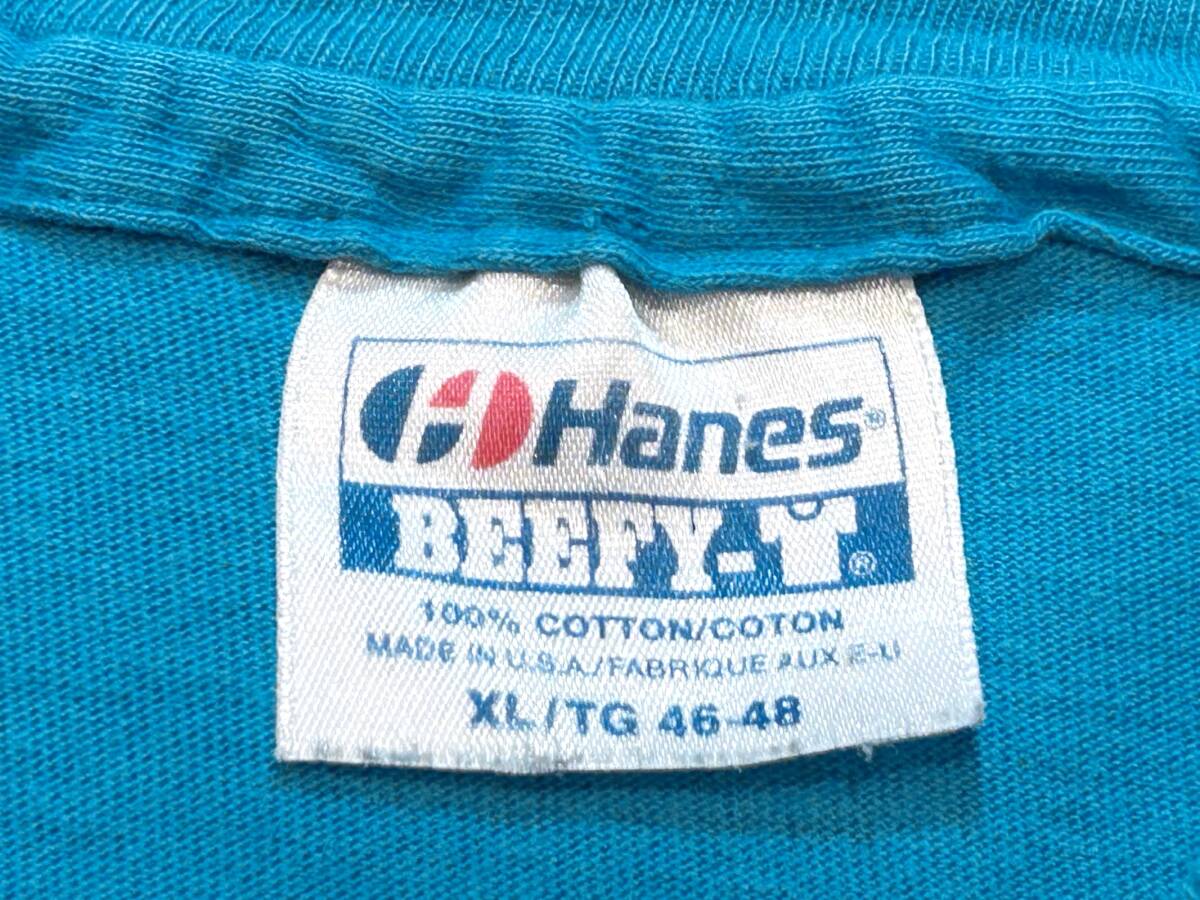 Hanes®
BEEFY-T®
100% COTTON/COTON
MADE IN U.S.A./FABRIQUE AUX E-U
XL/TG 46-48